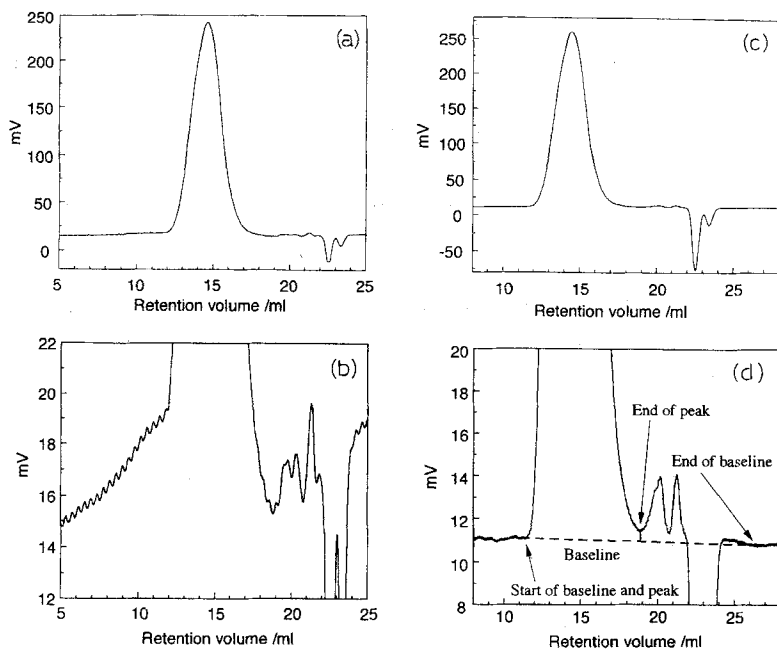 (a)
250
200
150
100
50
0
mV
5 10 15 20 25
Retention volume /ml
(c)
250
200
150
100
50
0
-50
mV
10 15 20 25
Retention volume /ml
(b)
22
20
18
16
14
12
mV
5 10 15 20 25
Retention volume /ml
(d)
20
18
16
14
12
10
8
mV
End of peak
End of baseline
Baseline
Start of baseline and peak
10 15 20 25
Retention volume /ml